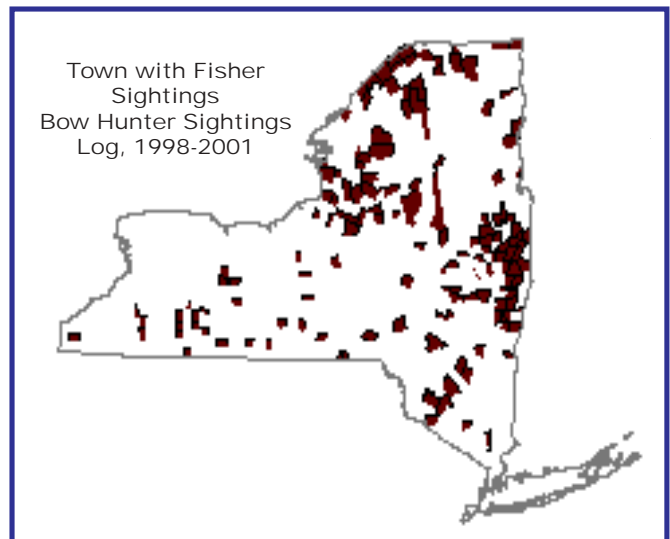 Town with Fisher
Sightings
Bow Hunter Sightings
Log, 1998-2001